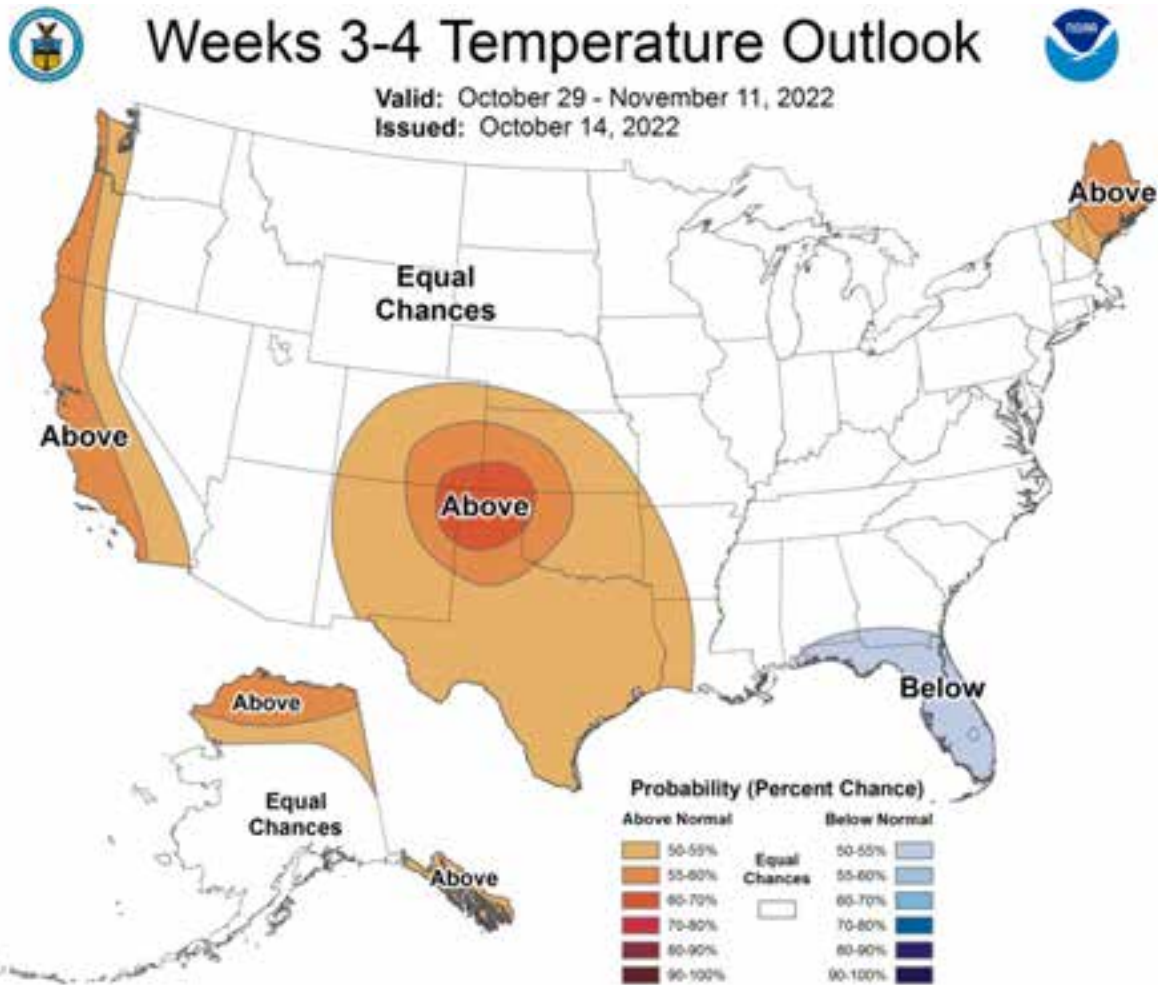 noaa
Weeks 3-4 Temperature Outlook
Valid: October 29 - November 11, 2022
Issued: October 14, 2022
Above
Equal
Chances
Above
Above
Below
Above
Equal
Chances
Above
Probability (Percent Chance)
Above Normal
Below Normal
50-55%
55-60%
60-70%
70-80%
80-90%
90-100%
Equal
Chances
50-55%
55-60%
60-70%
70-80%
80-90%
90-100%